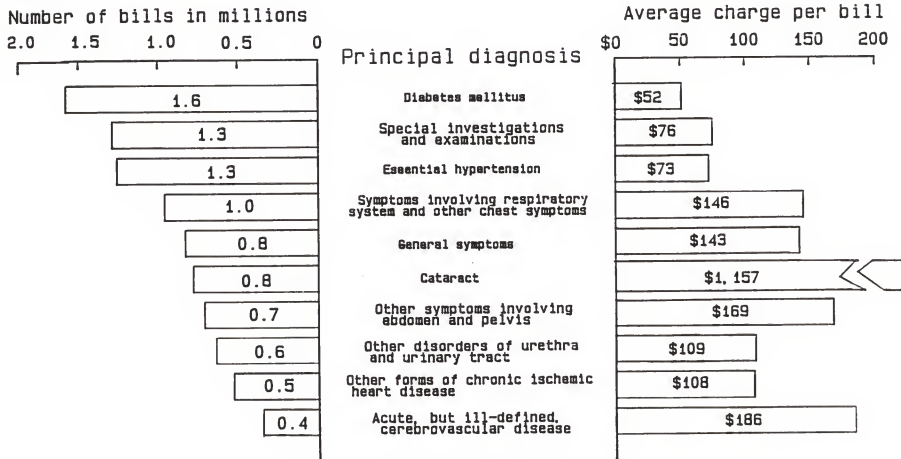 Number of bills in millions
Average charge per bill
2.0 1.5 1.0 0.5 0
Principal diagnosis
$0 50 100 150 200
1.6 Diabetes mellitus $52
1.3 Special investigations $76
and examinations
1.3 Essential hypertension $73
1.0 Symptoms involving respiratory $146
system and other chest symptoms
0.8 General symptoms $143
0.8 Cataract $1,157
0.7 Other symptoms involving $169
abdomen and pelvis
0.6 Other disorders of urethra $109
and urinary tract
0.5 Other forms of chronic ischemic $108
heart disease
0.4 Acute, but ill-defined, $186
cerebrovascular disease